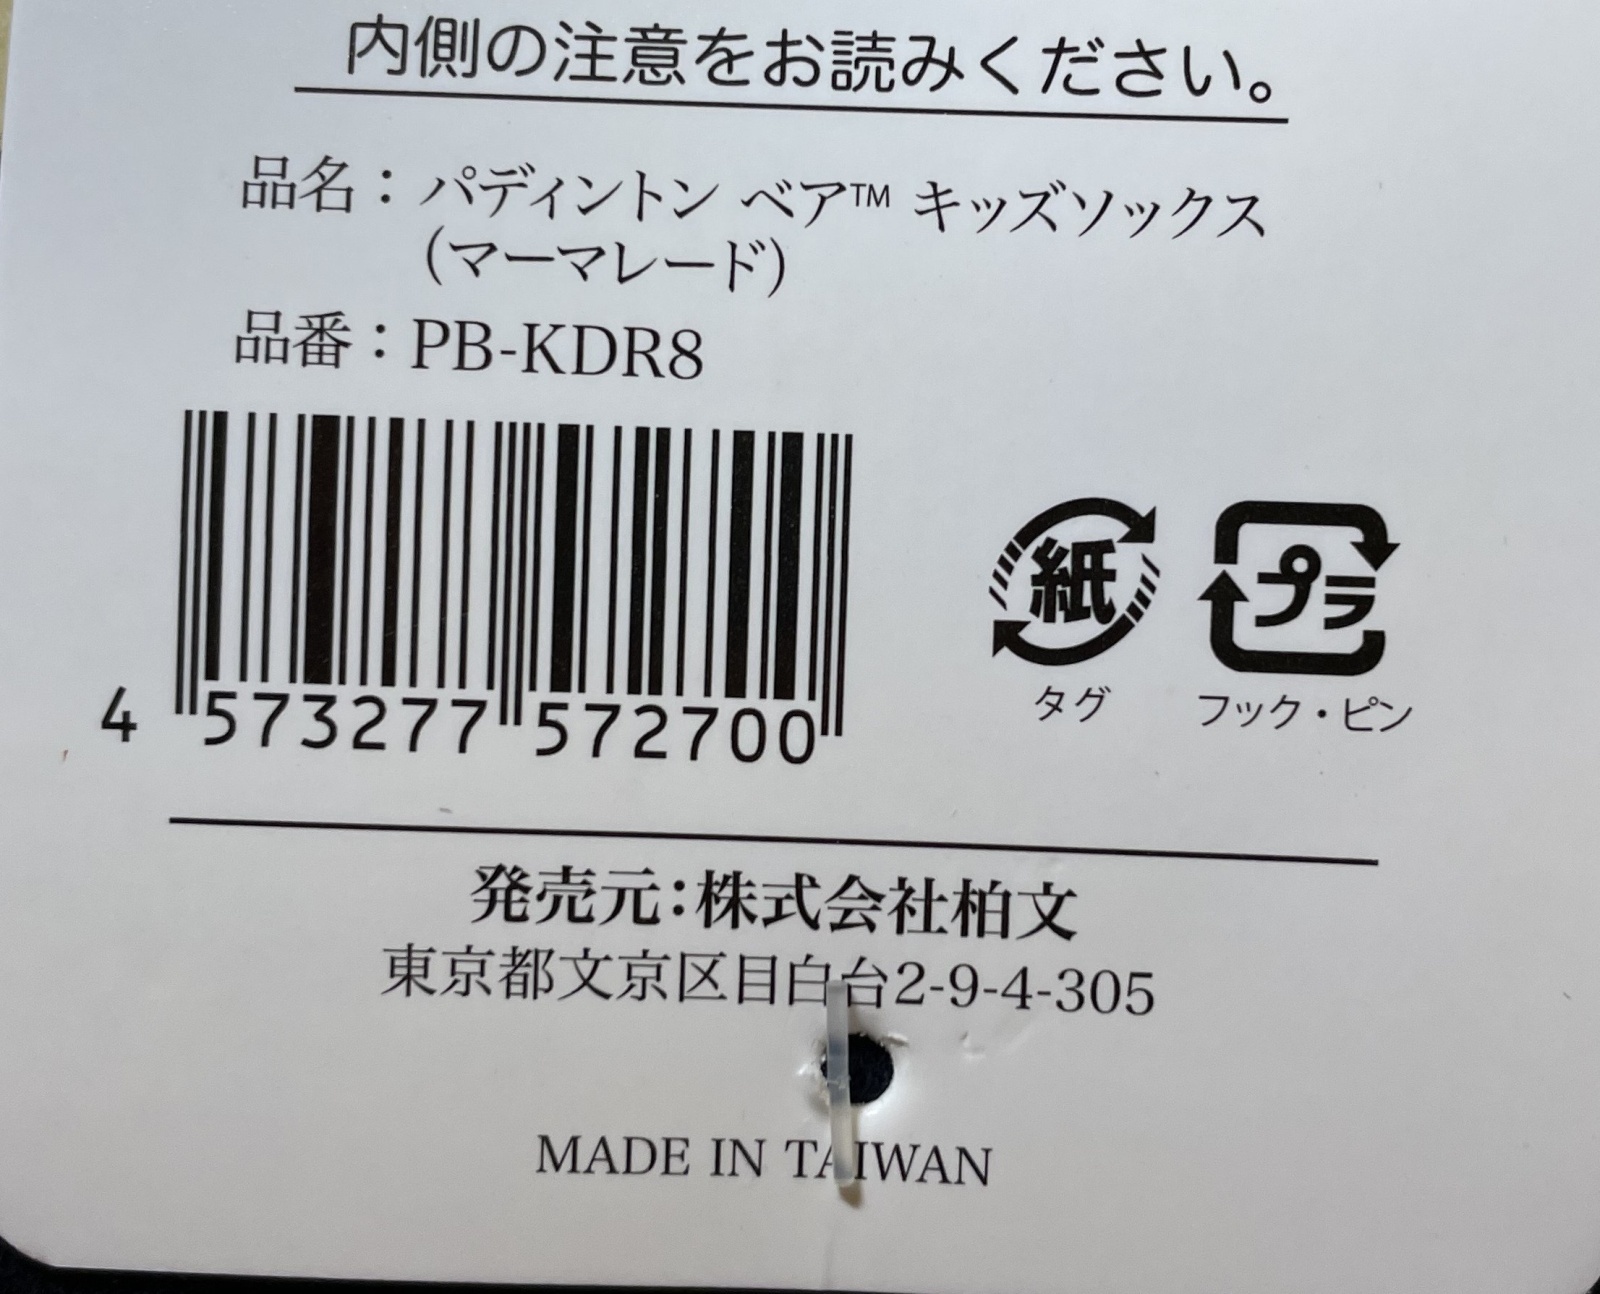 内側の注意をお読みください。
品名：パディントン ベア™ キッズソックス
(マーマレード)
品番：PB-KDR8
4 573277 572700
紙
タグ
プラ
フック・ピン
発売元：株式会社柏文
東京都文京区目白台2-9-4-305
MADE IN TAIWAN